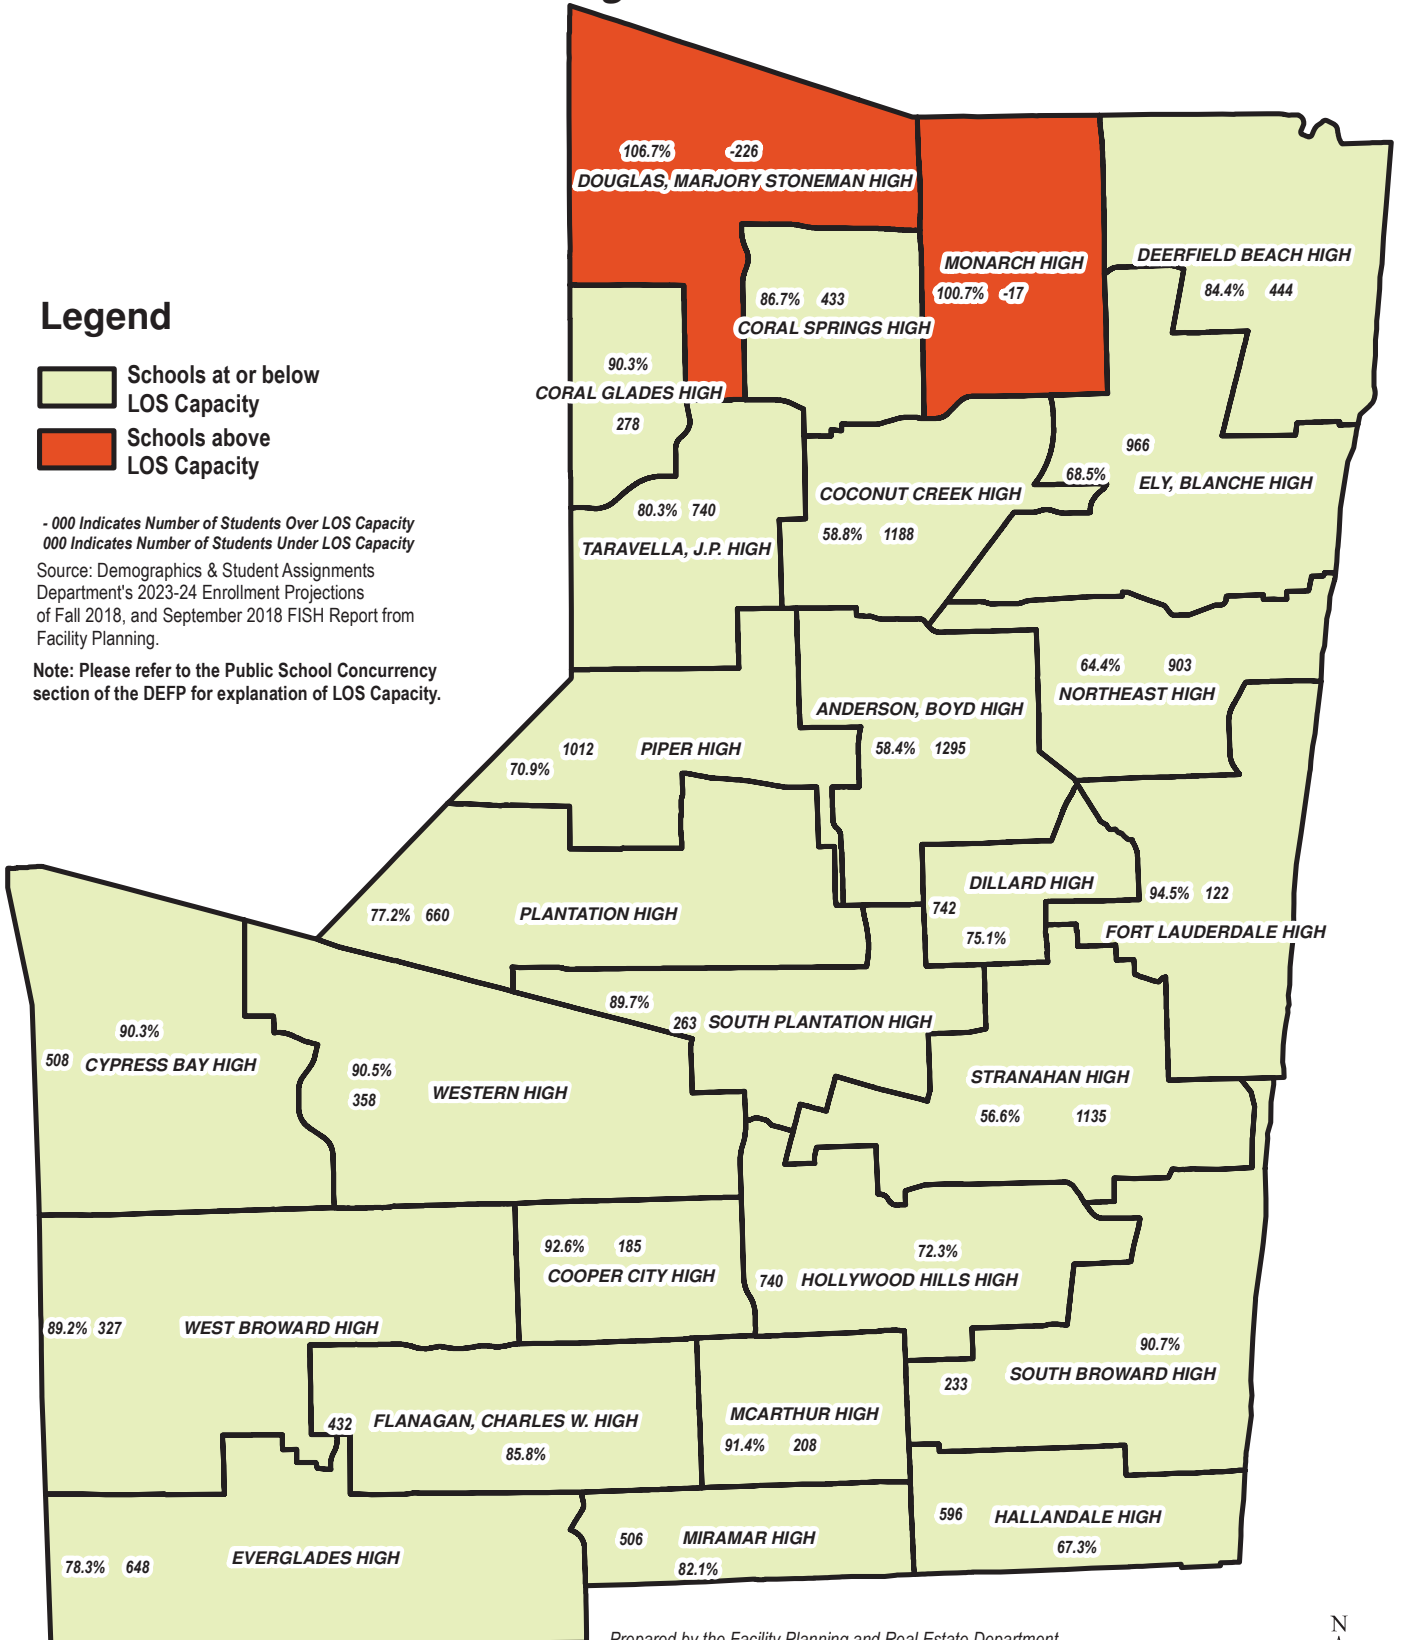 106.7% -226
DOUGLAS, MARJORY STONEMAN HIGH
MONARCH HIGH
100.7% -17
DEERFIELD BEACH HIGH
84.4% 444
86.7% 433
CORAL SPRINGS HIGH
Legend
Schools at or below
LOS Capacity
Schools above
LOS Capacity
- 000 Indicates Number of Students Over LOS Capacity
000 Indicates Number of Students Under LOS Capacity
Source: Demographics & Student Assignments
Department's 2023-24 Enrollment Projections
of Fall 2018, and September 2018 FISH Report from
Facility Planning.
Note: Please refer to the Public School Concurrency
section of the DEFP for explanation of LOS Capacity.
90.3%
CORAL GLADES HIGH
278
966
68.5%
ELY, BLANCHE HIGH
COCONUT CREEK HIGH
58.8% 1188
80.3% 740
TARAVELLA, J.P. HIGH
64.4% 903
NORTHEAST HIGH
ANDERSON, BOYD HIGH
58.4% 1295
1012 PIPER HIGH
70.9%
DILLARD HIGH
742
75.1%
94.5% 122
FORT LAUDERDALE HIGH
77.2% 660 PLANTATION HIGH
89.7%
263 SOUTH PLANTATION HIGH
90.3%
508 CYPRESS BAY HIGH
90.5%
358
WESTERN HIGH
STRANAHAN HIGH
56.6% 1135
92.6% 185
COOPER CITY HIGH
72.3%
740 HOLLYWOOD HILLS HIGH
89.2% 327 WEST BROWARD HIGH
90.7%
SOUTH BROWARD HIGH
233
432 FLANAGAN, CHARLES W. HIGH
85.8%
MCARTHUR HIGH
91.4% 208
596 HALLANDALE HIGH
67.3%
506 MIRAMAR HIGH
82.1%
EVERGLADES HIGH
78.3% 648
Prepared by the Facility Planning and Real Estate Department
N